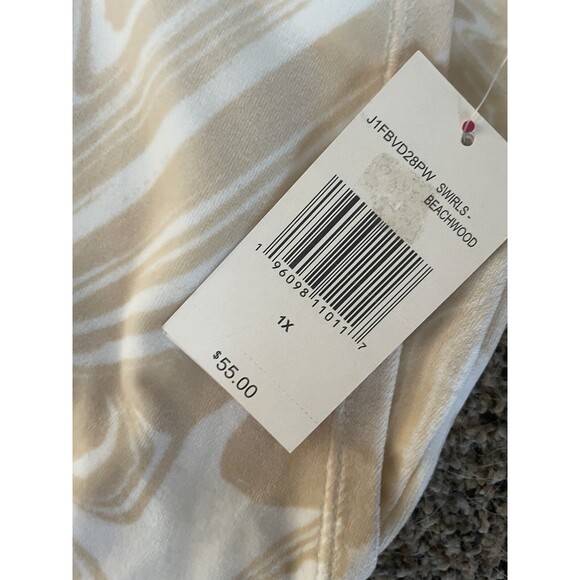 J1FBVD28PW SWIRLS -
BEACHWOOD
1 96098 11011 7
1X
$55.00